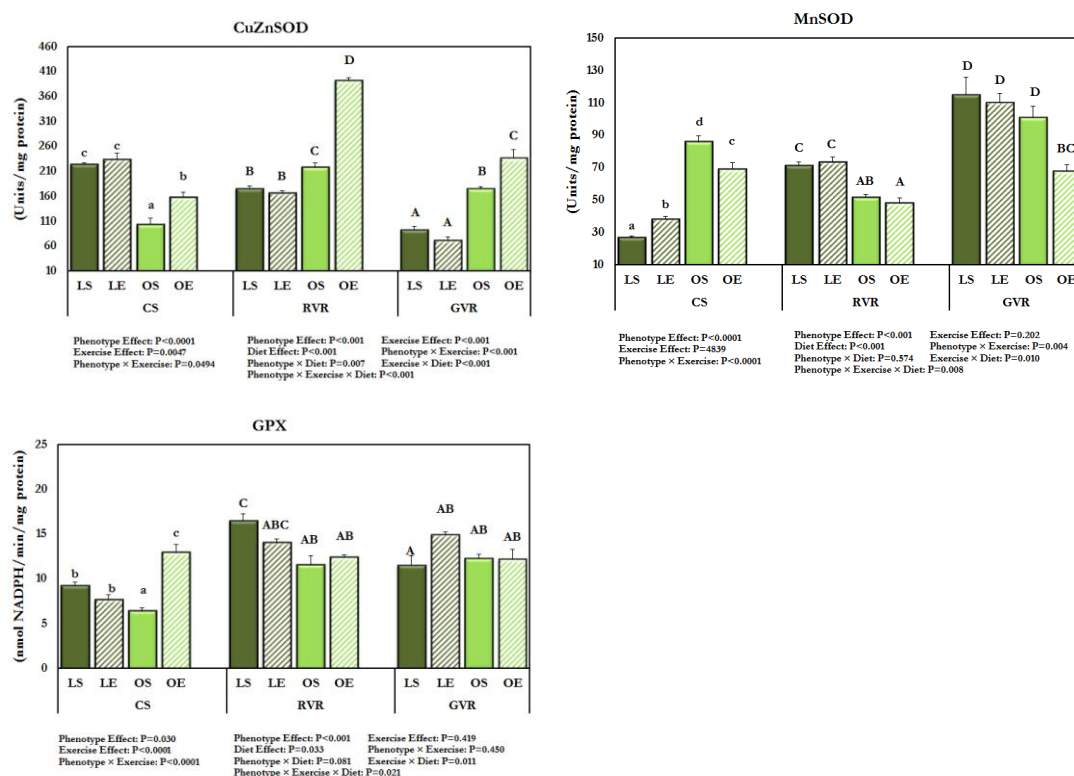 CuZnSOD
(Units/mg protein)
460
410
360
310
260
210
160
110
60
10
c c a b B B C D A A B C
LS LE OS OE LS LE OS OE LS LE OS OE
CS RVR GVR
Phenotype Effect: P<0.0001
Exercise Effect: P=0.0047
Phenotype × Exercise: P=0.0494
Phenotype Effect: P<0.001 Exercise Effect: P<0.001
Diet Effect: P<0.001 Phenotype × Exercise: P<0.001
Phenotype × Diet: P=0.007 Exercise × Diet: P<0.001
Phenotype × Exercise × Diet: P<0.001
MnSOD
(Units/mg protein)
150
130
110
90
70
50
30
10
a b d c C C AB A D D D BC
LS LE OS OE LS LE OS OE LS LE OS OE
CS RVR GVR
Phenotype Effect: P<0.0001
Exercise Effect: P=4839
Phenotype × Exercise: P<0.0001
Phenotype Effect: P<0.001 Exercise Effect: P=0.202
Diet Effect: P<0.001 Phenotype × Exercise: P=0.004
Phenotype × Diet: P=0.574 Exercise × Diet: P=0.010
Phenotype × Exercise × Diet: P=0.008
GPX
(nmol NADPH/min/mg protein)
25
20
15
10
5
0
b b a c C ABC AB AB A AB AB AB
LS LE OS OE LS LE OS OE LS LE OS OE
CS RVR GVR
Phenotype Effect: P=0.030
Exercise Effect: P<0.0001
Phenotype × Exercise: P<0.0001
Phenotype Effect: P<0.001 Exercise Effect: P=0.419
Diet Effect: P=0.033 Phenotype × Exercise: P=0.450
Phenotype × Diet: P=0.081 Exercise × Diet: P=0.011
Phenotype × Exercise × Diet: P=0.021